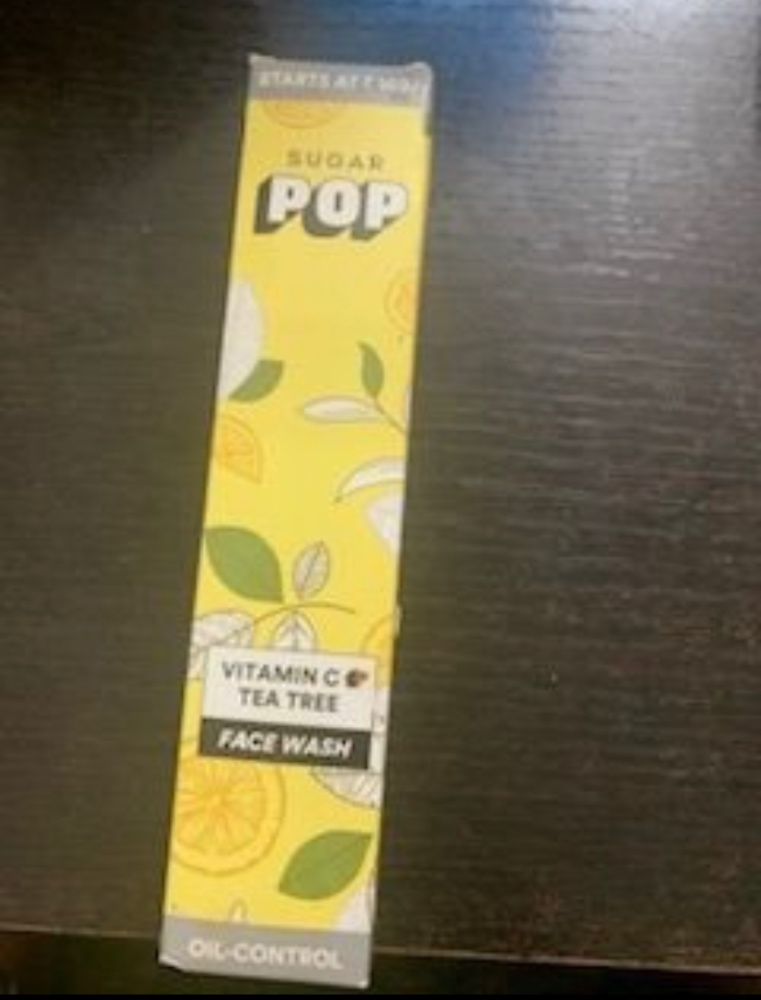 STARTS AT ₹
SUGAR
POP
VITAMIN C
TEA TREE
FACE WASH
OIL-CONTROL